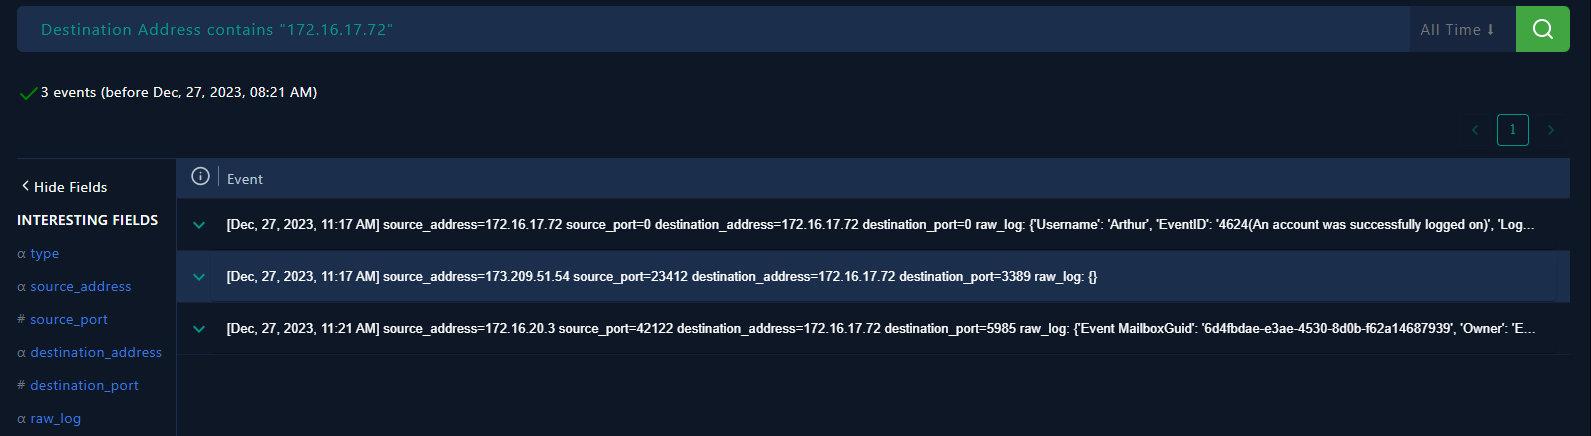 Destination Address contains "172.16.17.72"
All Time
3 events (before Dec, 27, 2023, 08:21 AM)
1
Hide Fields
INTERESTING FIELDS
α type
α source_address
# source_port
α destination_address
# destination_port
α raw_log
Event
[Dec, 27, 2023, 11:17 AM] source_address=172.16.17.72 source_port=0 destination_address=172.16.17.72 destination_port=0 raw_log: {'Username': 'Arthur', 'EventID': '4624(An account was successfully logged on)', 'Log...
[Dec, 27, 2023, 11:17 AM] source_address=173.209.51.54 source_port=23412 destination_address=172.16.17.72 destination_port=3389 raw_log: {}
[Dec, 27, 2023, 11:21 AM] source_address=172.16.20.3 source_port=42122 destination_address=172.16.17.72 destination_port=5985 raw_log: {'Event MailboxGuid': '6d4fbdae-e3ae-4530-8d0b-f62a14687939', 'Owner': 'E...